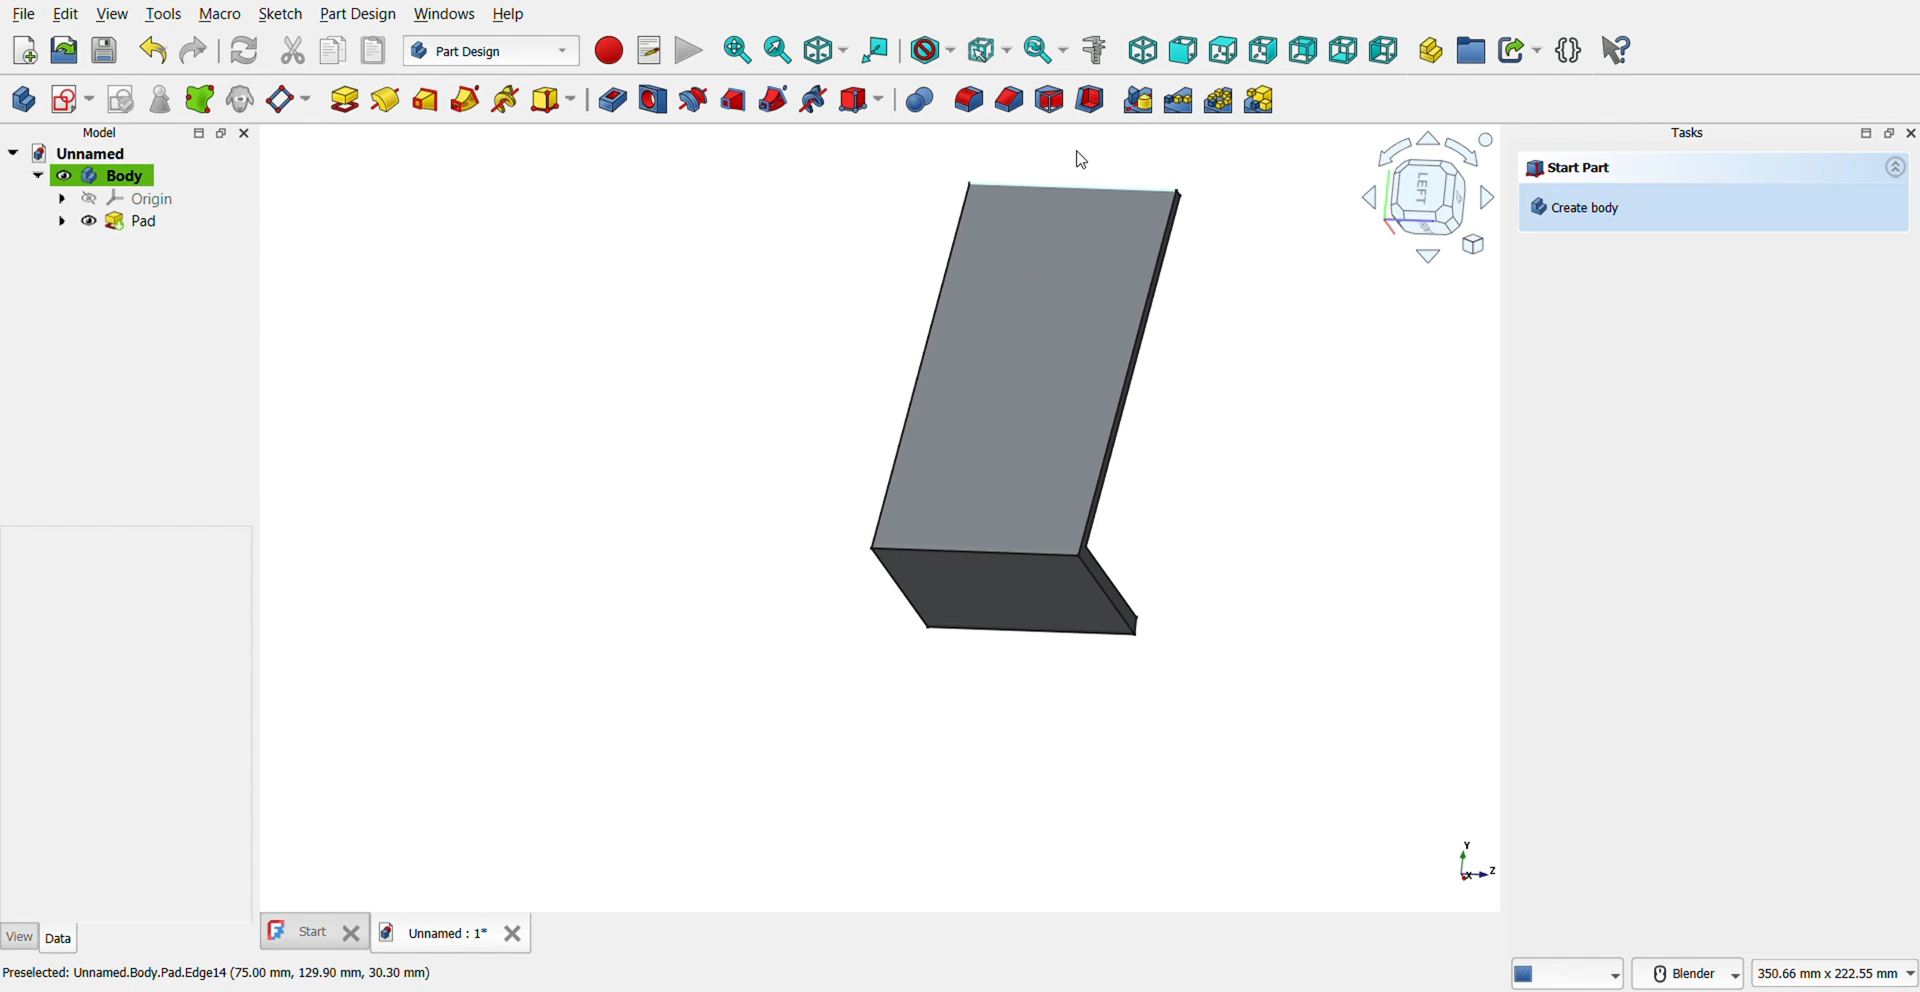 File Edit View Tools Macro Sketch Part Design Windows Help
Part Design
Model
Tasks
Unnamed
Body
Origin
Pad
LEFT
Start Part
Create body
Y
X
Z
View Data
Start
Unnamed : 1*
Preselected: Unnamed.Body.Pad.Edge14 (75.00 mm, 129.90 mm, 30.30 mm)
Blender
350.66 mm x 222.55 mm